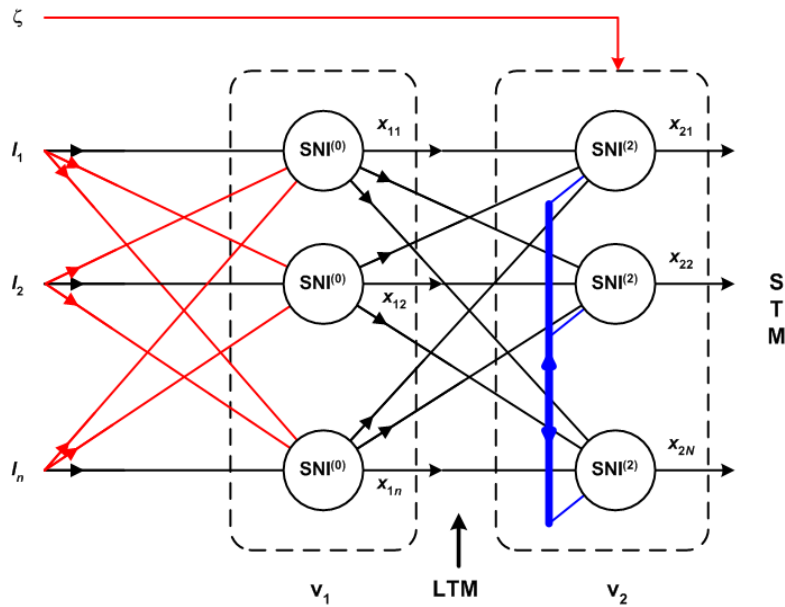 ζ
I₁
SNI⁽⁰⁾
x₁₁
SNI⁽²⁾
x₂₁
I₂
SNI⁽⁰⁾
x₁₂
SNI⁽²⁾
x₂₂
S
T
M
Iₙ
SNI⁽⁰⁾
x₁ₙ
SNI⁽²⁾
x₂N
v₁
LTM
v₂